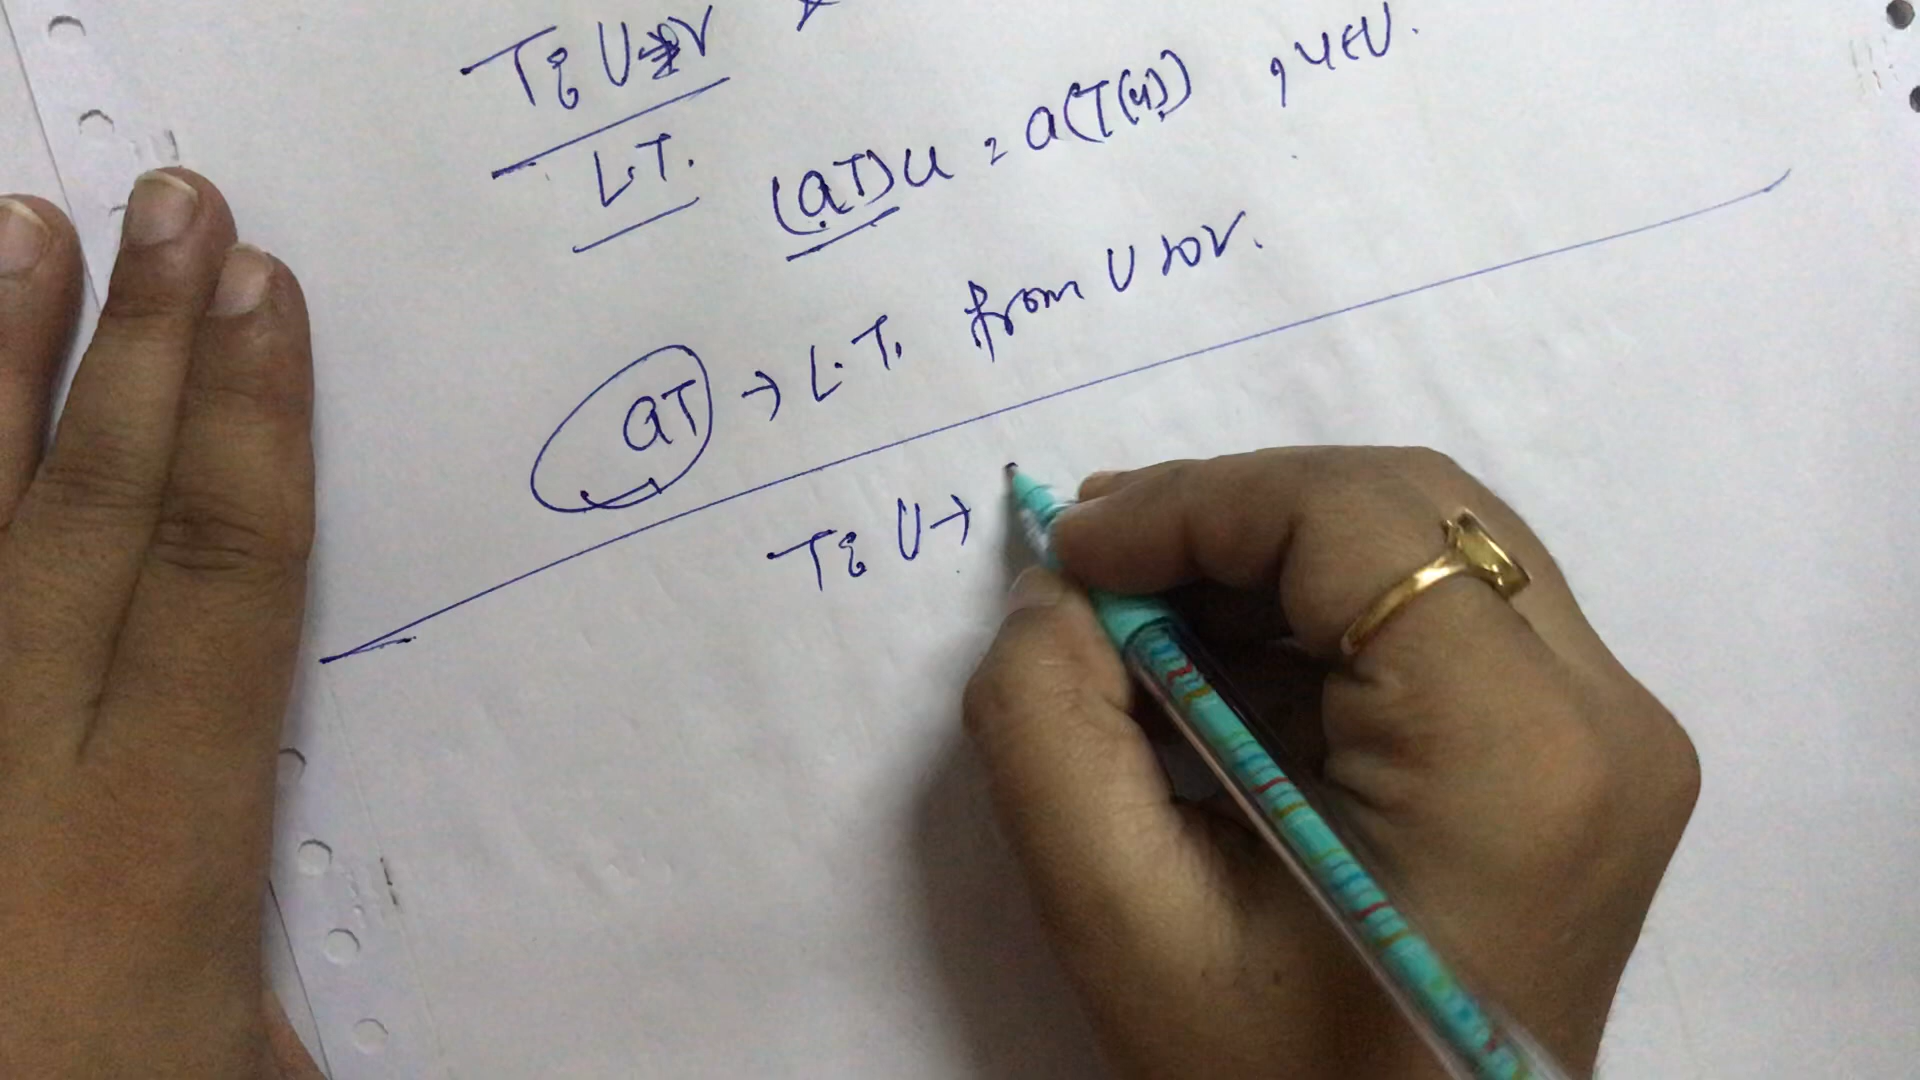 T: U→V
L.T.
(aT)u = a(T(u)) , u∈U.
aT → L.T. from U to V.
T: U→